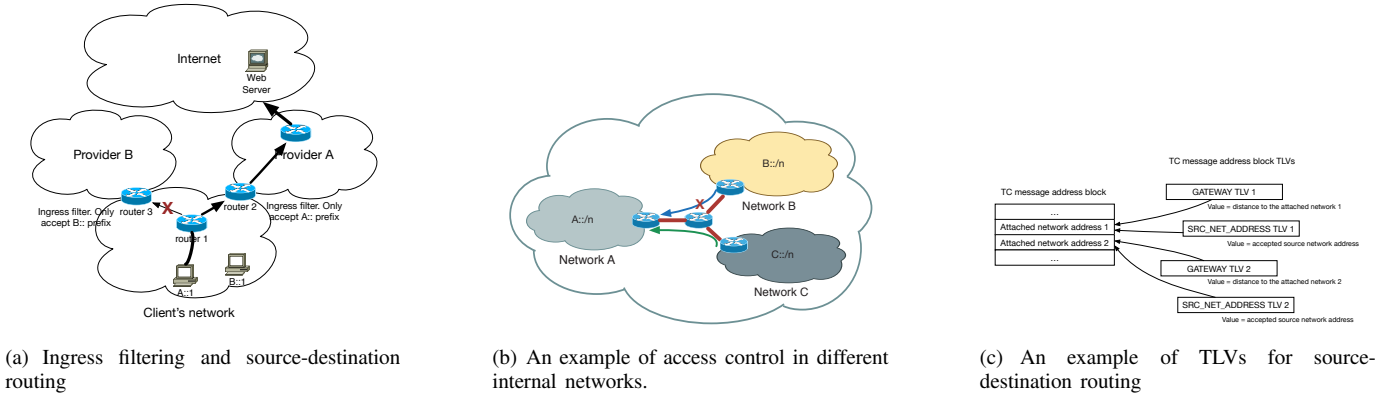 Internet
Web
Server
Provider B
Provider A
Ingress filter. Only
accept B:: prefix
router 3
X
router 2
Ingress filter. Only
accept A:: prefix
router 1
A::1
B::1
Client's network
(a) Ingress filtering and source-destination
routing
B::/n
X
Network B
A::/n
Network A
C::/n
Network C
(b) An example of access control in different
internal networks.
TC message address block TLVs
TC message address block
GATEWAY TLV 1
Value = distance to the attached network 1
...
Attached network address 1
SRC_NET_ADDRESS TLV 1
Value = accepted source network address
Attached network address 2
...
GATEWAY TLV 2
Value = distance to the attached network 2
SRC_NET_ADDRESS TLV 2
Value = accepted source network address
(c) An example of TLVs for source-
destination routing